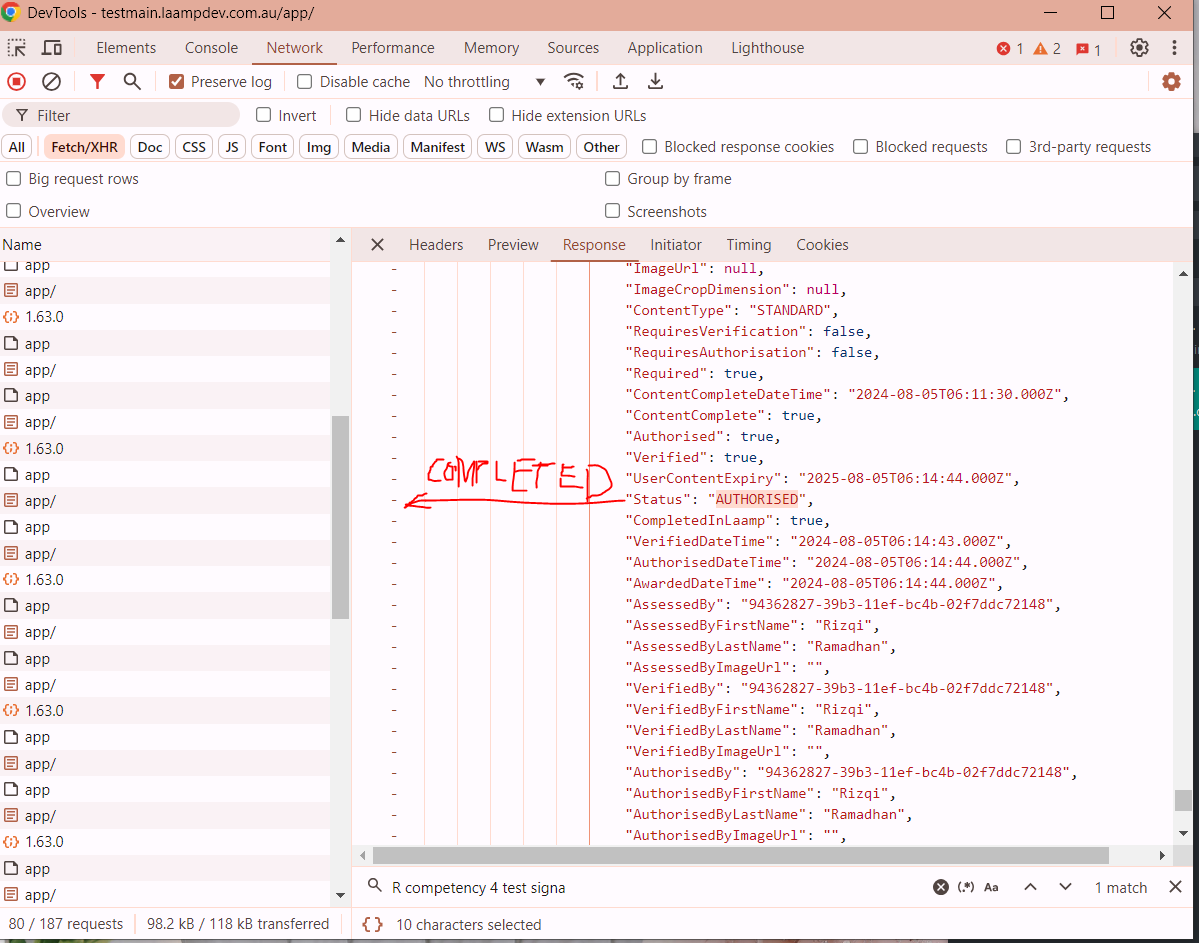 DevTools - testmain.laampdev.com.au/app/
Elements Console Network Performance Memory Sources Application Lighthouse 1 2 1
Preserve log Disable cache No throttling
Filter Invert Hide data URLs Hide extension URLs
All Fetch/XHR Doc CSS JS Font Img Media Manifest WS Wasm Other Blocked response cookies Blocked requests 3rd-party requests
Big request rows Group by frame
Overview Screenshots
Name
app
app/
1.63.0
app
app/
app
app/
1.63.0
app
app/
app
app/
1.63.0
app
app/
app
app/
1.63.0
app
app/
app
app/
1.63.0
app
app/
80 / 187 requests 98.2 kB / 118 kB transferred
Headers Preview Response Initiator Timing Cookies
- "ImageUrl": null,
- "ImageCropDimension": null,
- "ContentType": "STANDARD",
- "RequiresVerification": false,
- "RequiresAuthorisation": false,
- "Required": true,
- "ContentCompleteDateTime": "2024-08-05T06:11:30.000Z",
- "ContentComplete": true,
- "Authorised": true,
- "Verified": true,
- "UserContentExpiry": "2025-08-05T06:14:44.000Z",
COMPLETED
- "Status": "AUTHORISED",
- "CompletedInLaamp": true,
- "VerifiedDateTime": "2024-08-05T06:14:43.000Z",
- "AuthorisedDateTime": "2024-08-05T06:14:44.000Z",
- "AwardedDateTime": "2024-08-05T06:14:44.000Z",
- "AssessedBy": "94362827-39b3-11ef-bc4b-02f7ddc72148",
- "AssessedByFirstName": "Rizqi",
- "AssessedByLastName": "Ramadhan",
- "AssessedByImageUrl": "",
- "VerifiedBy": "94362827-39b3-11ef-bc4b-02f7ddc72148",
- "VerifiedByFirstName": "Rizqi",
- "VerifiedByLastName": "Ramadhan",
- "VerifiedByImageUrl": "",
- "AuthorisedBy": "94362827-39b3-11ef-bc4b-02f7ddc72148",
- "AuthorisedByFirstName": "Rizqi",
- "AuthorisedByLastName": "Ramadhan",
- "AuthorisedByImageUrl": "",
R competency 4 test signa (.*) Aa 1 match
{} 10 characters selected